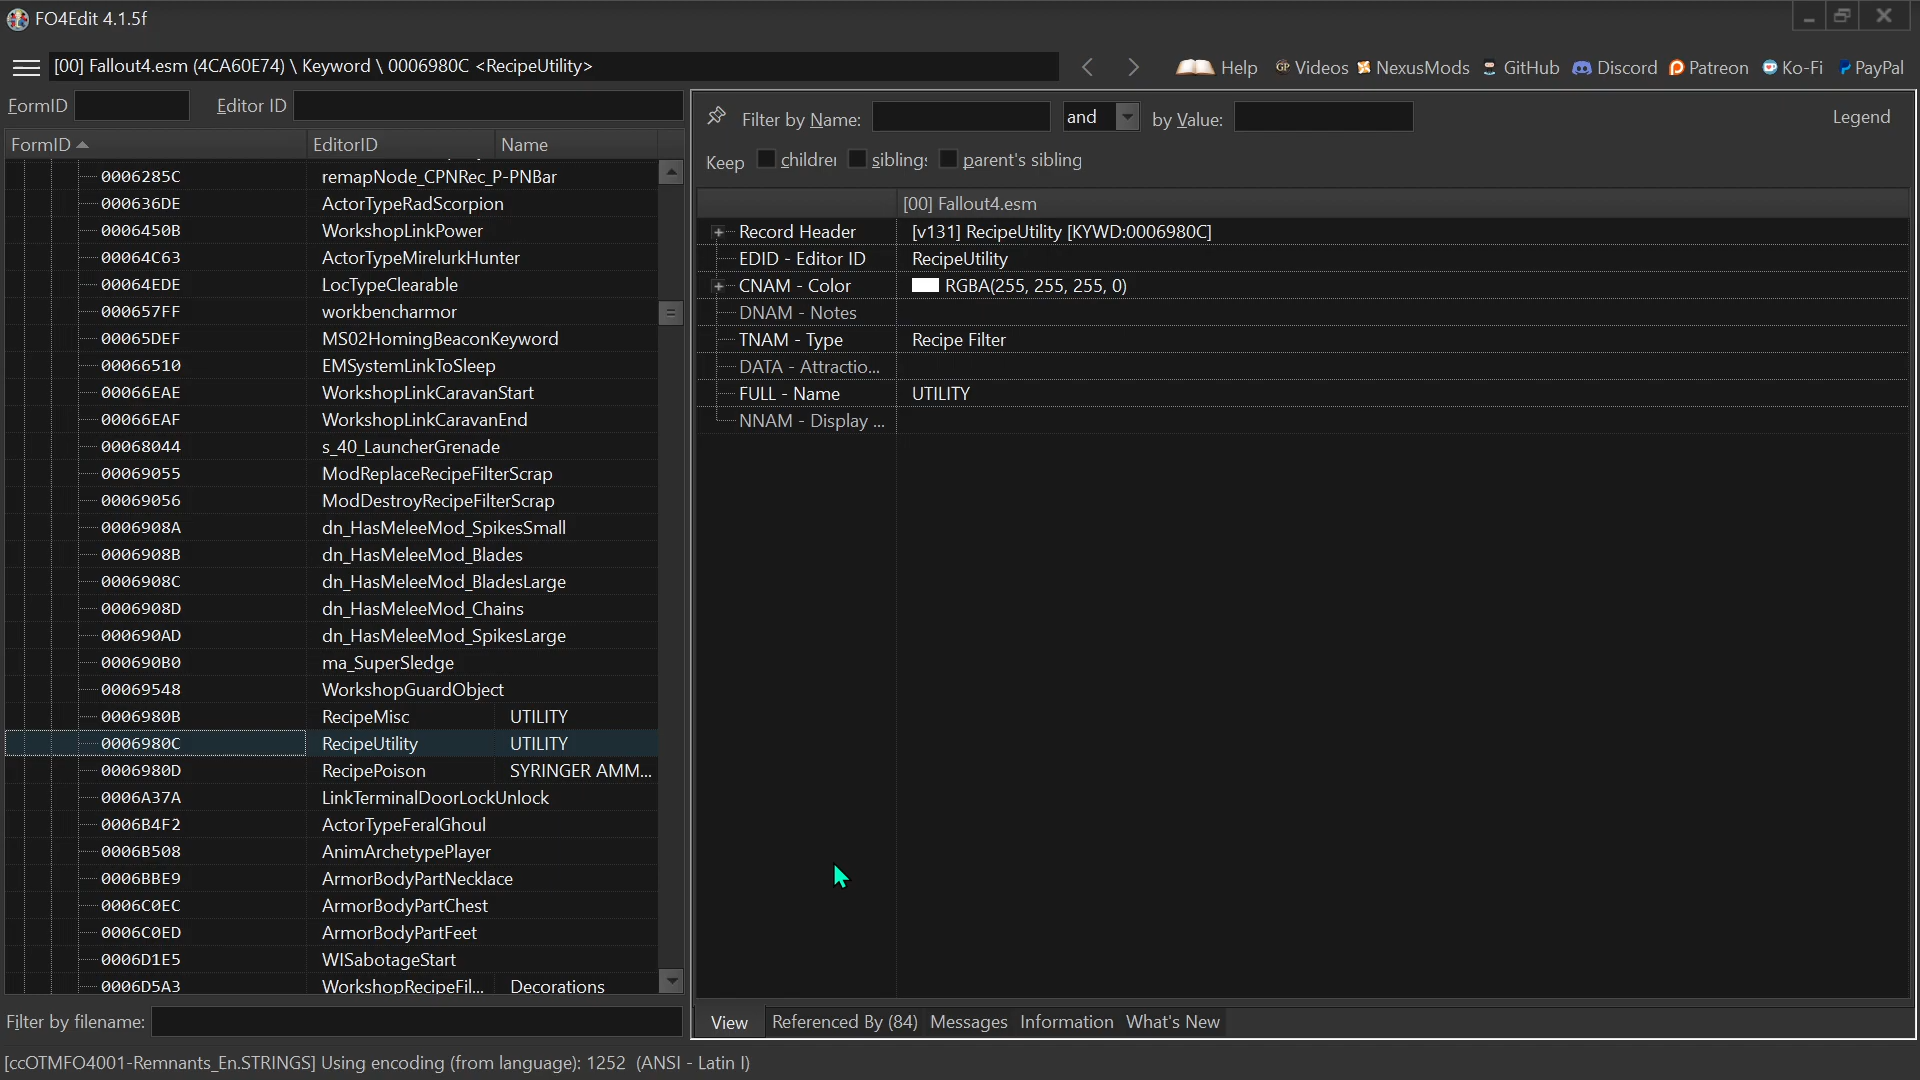 FO4Edit 4.1.5f
[00] Fallout4.esm (4CA60E74) \ Keyword \ 0006980C <RecipeUtility>
Help Videos NexusMods GitHub Discord Patreon Ko-Fi PayPal
FormID Editor ID
FormID EditorID Name
0006285C remapNode_CPNRec_P-PNBar
000636DE ActorTypeRadScorpion
0006450B WorkshopLinkPower
00064C63 ActorTypeMirelurkHunter
00064EDE LocTypeClearable
000657FF workbencharmor
00065DEF MS02HomingBeaconKeyword
00066510 EMSystemLinkToSleep
00066EAE WorkshopLinkCaravanStart
00066EAF WorkshopLinkCaravanEnd
00068044 s_40_LauncherGrenade
00069055 ModReplaceRecipeFilterScrap
00069056 ModDestroyRecipeFilterScrap
0006908A dn_HasMeleeMod_SpikesSmall
0006908B dn_HasMeleeMod_Blades
0006908C dn_HasMeleeMod_BladesLarge
0006908D dn_HasMeleeMod_Chains
000690AD dn_HasMeleeMod_SpikesLarge
000690B0 ma_SuperSledge
00069548 WorkshopGuardObject
0006980B RecipeMisc UTILITY
0006980C RecipeUtility UTILITY
0006980D RecipePoison SYRINGER AMM...
0006A37A LinkTerminalDoorLockUnlock
0006B4F2 ActorTypeFeralGhoul
0006B508 AnimArchetypePlayer
0006BBE9 ArmorBodyPartNecklace
0006C0EC ArmorBodyPartChest
0006C0ED ArmorBodyPartFeet
0006D1E5 WISabotageStart
0006D5A3 WorkshopRecipeFil... Decorations
Filter by filename:
Filter by Name: and by Value: Legend
Keep children siblings parent's sibling
[00] Fallout4.esm
Record Header [v131] RecipeUtility [KYWD:0006980C]
EDID - Editor ID RecipeUtility
CNAM - Color RGBA(255, 255, 255, 0)
DNAM - Notes
TNAM - Type Recipe Filter
DATA - Attractio...
FULL - Name UTILITY
NNAM - Display ...
View Referenced By (84) Messages Information What's New
[ccOTMFO4001-Remnants_En.STRINGS] Using encoding (from language): 1252 (ANSI - Latin I)